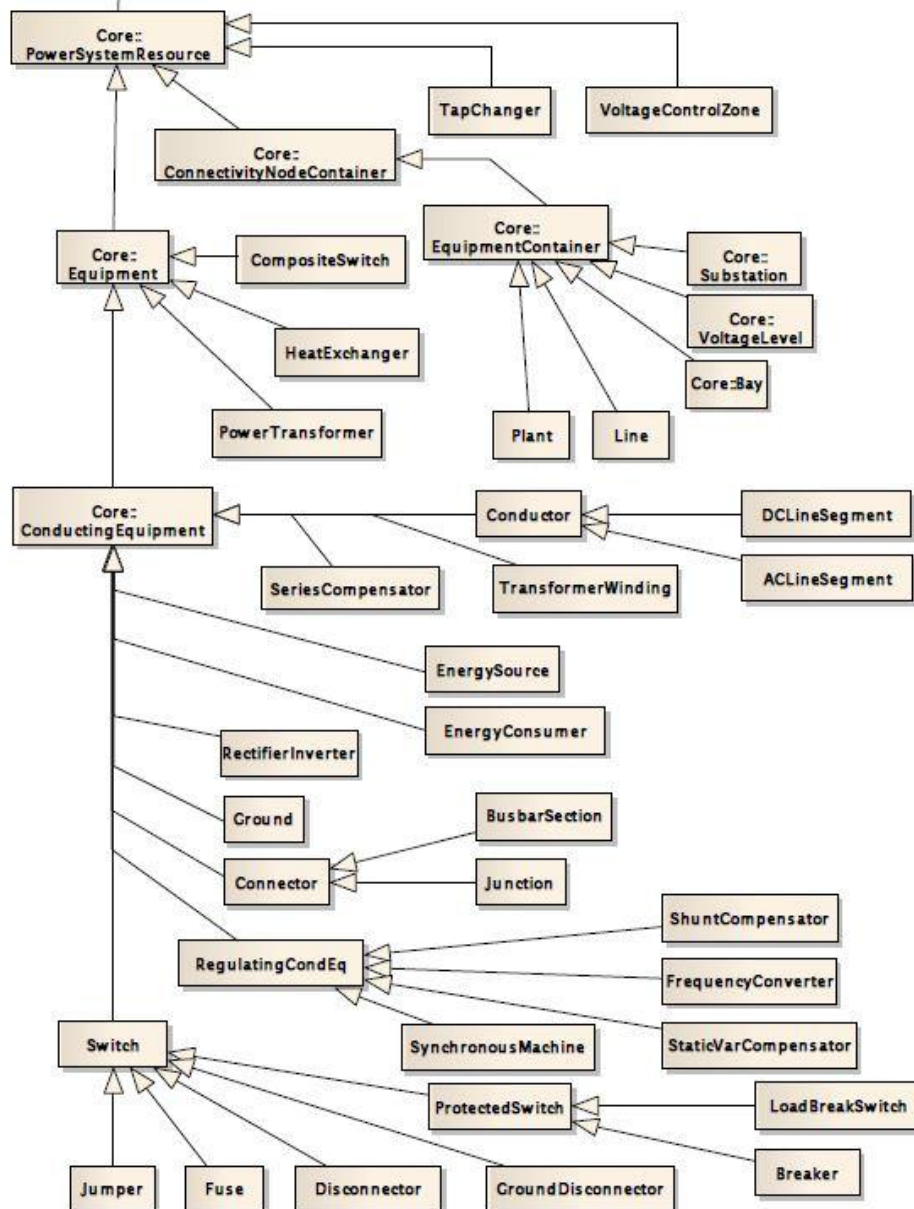 Core::
PowerSystemResource
TapChanger
VoltageControlZone
Core::
ConnectivityNodeContainer
Core::
EquipmentContainer
Core::
Equipment
CompositeSwitch
Core::
Substation
Core::
VoltageLevel
HeatExchanger
Core::Bay
PowerTransformer
Plant
Line
Core::
ConductingEquipment
Conductor
DCLineSegment
SeriesCompensator
TransformerWinding
ACLineSegment
EnergySource
EnergyConsumer
RectifierInverter
Ground
BusbarSection
Connector
Junction
ShuntCompensator
RegulatingCondEq
FrequencyConverter
Switch
SynchronousMachine
StaticVarCompensator
ProtectedSwitch
LoadBreakSwitch
Breaker
Jumper
Fuse
Disconnector
GroundDisconnector